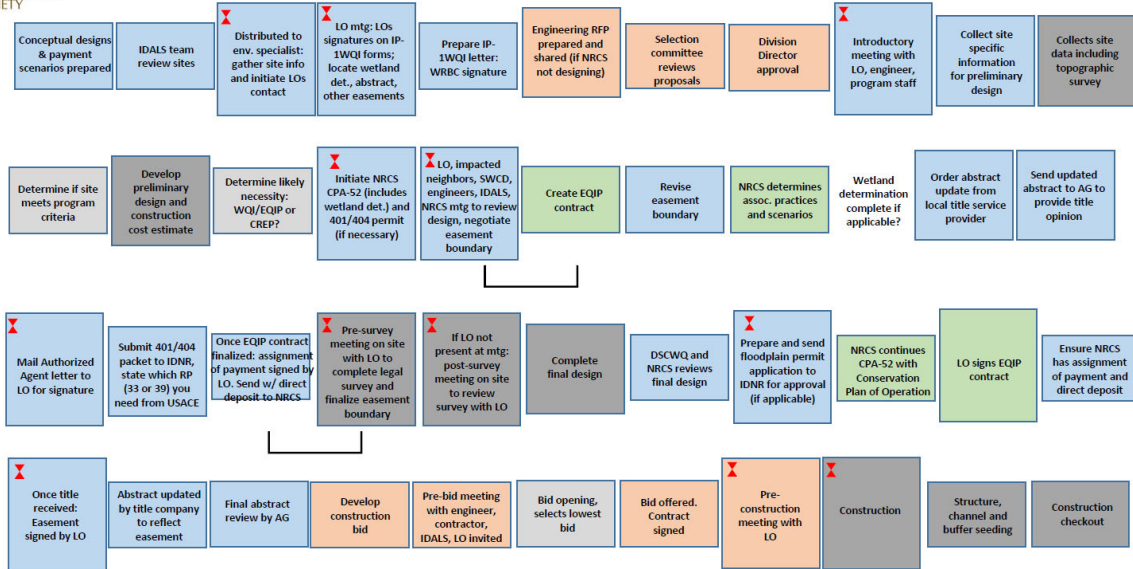 IETY
Conceptual designs
& payment
scenarios prepared
IDALS team
review sites
Distributed to
env. specialist:
gather site info
and initiate LOs
contact
LO mtg: LOs
signatures on IP-
1WQI forms;
locate wetland
det., abstract,
other easements
Prepare IP-
1WQI letter:
WRBC signature
Engineering RFP
prepared and
shared (if NRCS
not designing)
Selection
committee
reviews
proposals
Division
Director
approval
Introductory
meeting with
LO, engineer,
program staff
Collect site
specific
information
for preliminary
design
Collects site
data including
topographic
survey
Determine if site
meets program
criteria
Develop
preliminary
design and
construction
cost estimate
Determine likely
necessity:
WQI/EQIP or
CREP?
Initiate NRCS
CPA-52 (includes
wetland det.) and
401/404 permit
(if necessary)
LO, impacted
neighbors, SWCD,
engineers, IDALS,
NRCS mtg to review
design, negotiate
easement
boundary
Create EQIP
contract
Revise
easement
boundary
NRCS determines
assoc. practices
and scenarios
Wetland
determination
complete if
applicable?
Order abstract
update from
local title service
provider
Send updated
abstract to AG to
provide title
opinion
Mail Authorized
Agent letter to
LO for signature
Submit 401/404
packet to IDNR,
state which RP
(33 or 39) you
need from USACE
Once EQIP contract
finalized: assignment
of payment signed by
LO. Send w/ direct
deposit to NRCS
Pre-survey
meeting on site
with LO to
complete legal
survey and
finalize easement
boundary
If LO not
present at mtg:
post-survey
meeting on site
to review
survey with LO
Complete
final design
DSCWQ and
NRCS reviews
final design
Prepare and send
floodplain permit
application to
IDNR for approval
(if applicable)
NRCS continues
CPA-52 with
Conservation
Plan of Operation
LO signs EQIP
contract
Ensure NRCS
has assignment
of payment and
direct deposit
Once title
received:
Easement
signed by LO
Abstract updated
by title company
to reflect
easement
Final abstract
review by AG
Develop
construction
bid
Pre-bid meeting
with engineer,
contractor,
IDALS, LO invited
Bid opening,
selects lowest
bid
Bid offered.
Contract
signed
Pre-
construction
meeting with
LO
Construction
Structure,
channel and
buffer seeding
Construction
checkout